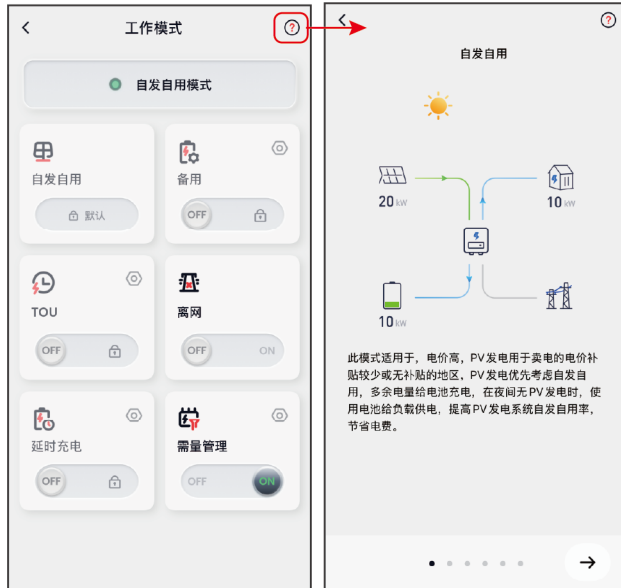 工作模式
?
自发自用模式
自发自用
默认
备用
OFF
TOU
OFF
离网
OFF
ON
延时充电
OFF
需量管理
OFF
ON
?
自发自用
20 kW
10 kW
10 kW
此模式适用于，电价高，PV发电用于卖电的电价补
贴较少或无补贴的地区，PV发电优先考虑自发自
用，多余电量给电池充电，在夜间无PV发电时，使
用电池给负载供电，提高PV发电系统自发自用率，
节省电费。